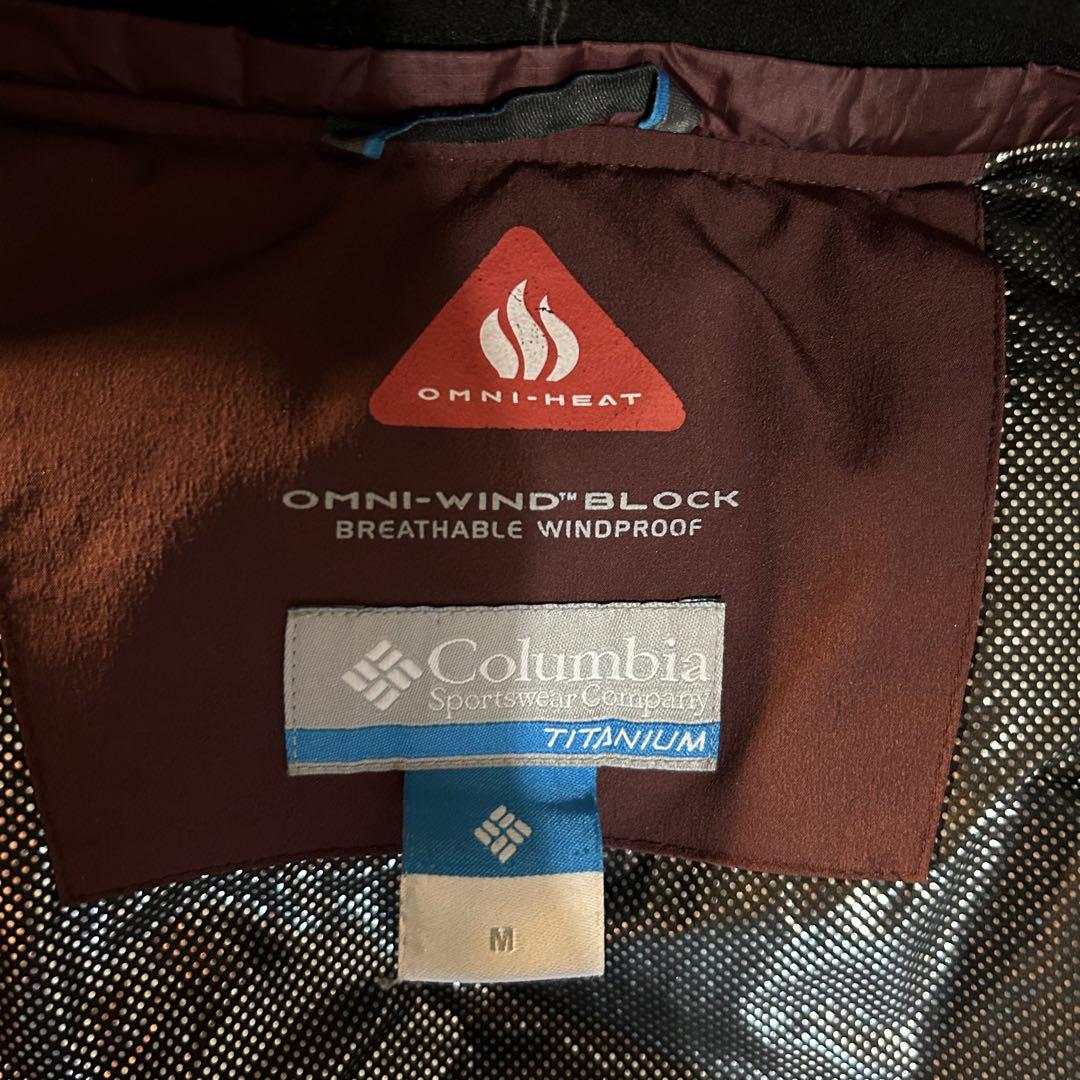 OMNI-HEAT
OMNI-WIND™ BLOCK
BREATHABLE WINDPROOF
Columbia
Sportswear Company
TITANIUM
M